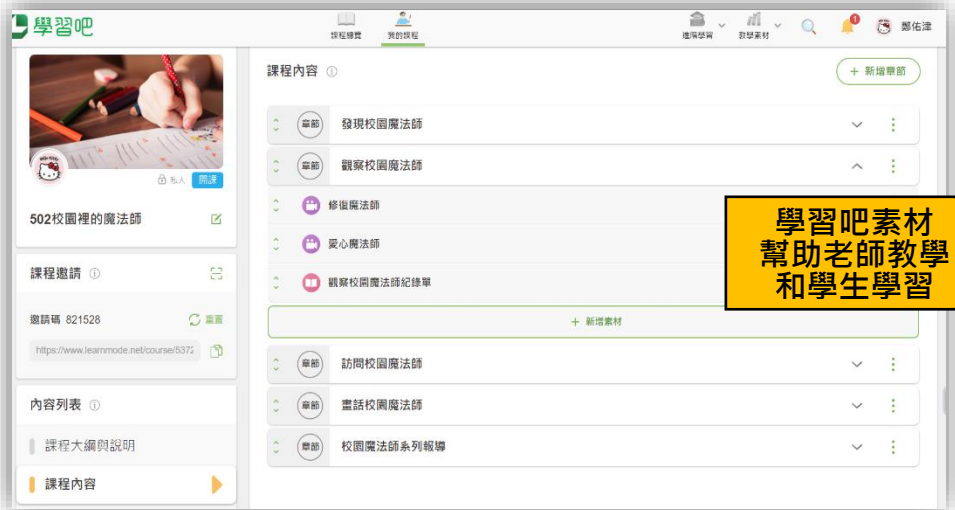 學習吧
課程總覽
我的課程
進階學習
教學素材
1
鄭佑津
私人 開課
502校園裡的魔法師
課程邀請
邀請碼 821528 重置
https://www.learnmode.net/course/5372
內容列表
課程大綱與說明
課程內容
課程內容
+ 新增章節
章節 發現校園魔法師
章節 觀察校園魔法師
修復魔法師
愛心魔法師
觀察校園魔法師紀錄單
+ 新增素材
章節 訪問校園魔法師
章節 畫話校園魔法師
章節 校園魔法師系列報導
學習吧素材
幫助老師教學
和學生學習